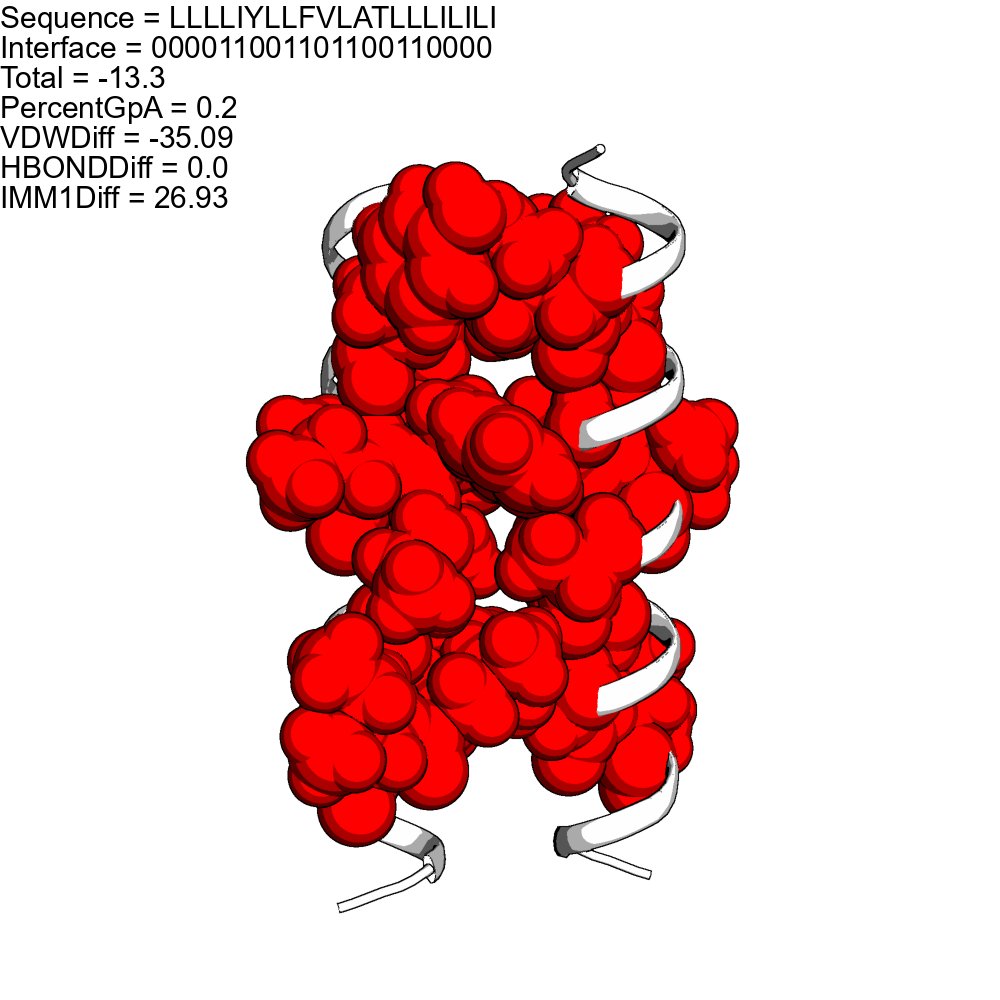 Sequence = LLLLIYLLFVLATLLLILILI
Interface = 000011001101100110000
Total = -13.3
PercentGpA = 0.2
VDWDiff = -35.09
HBONDDiff = 0.0
IMM1Diff = 26.93